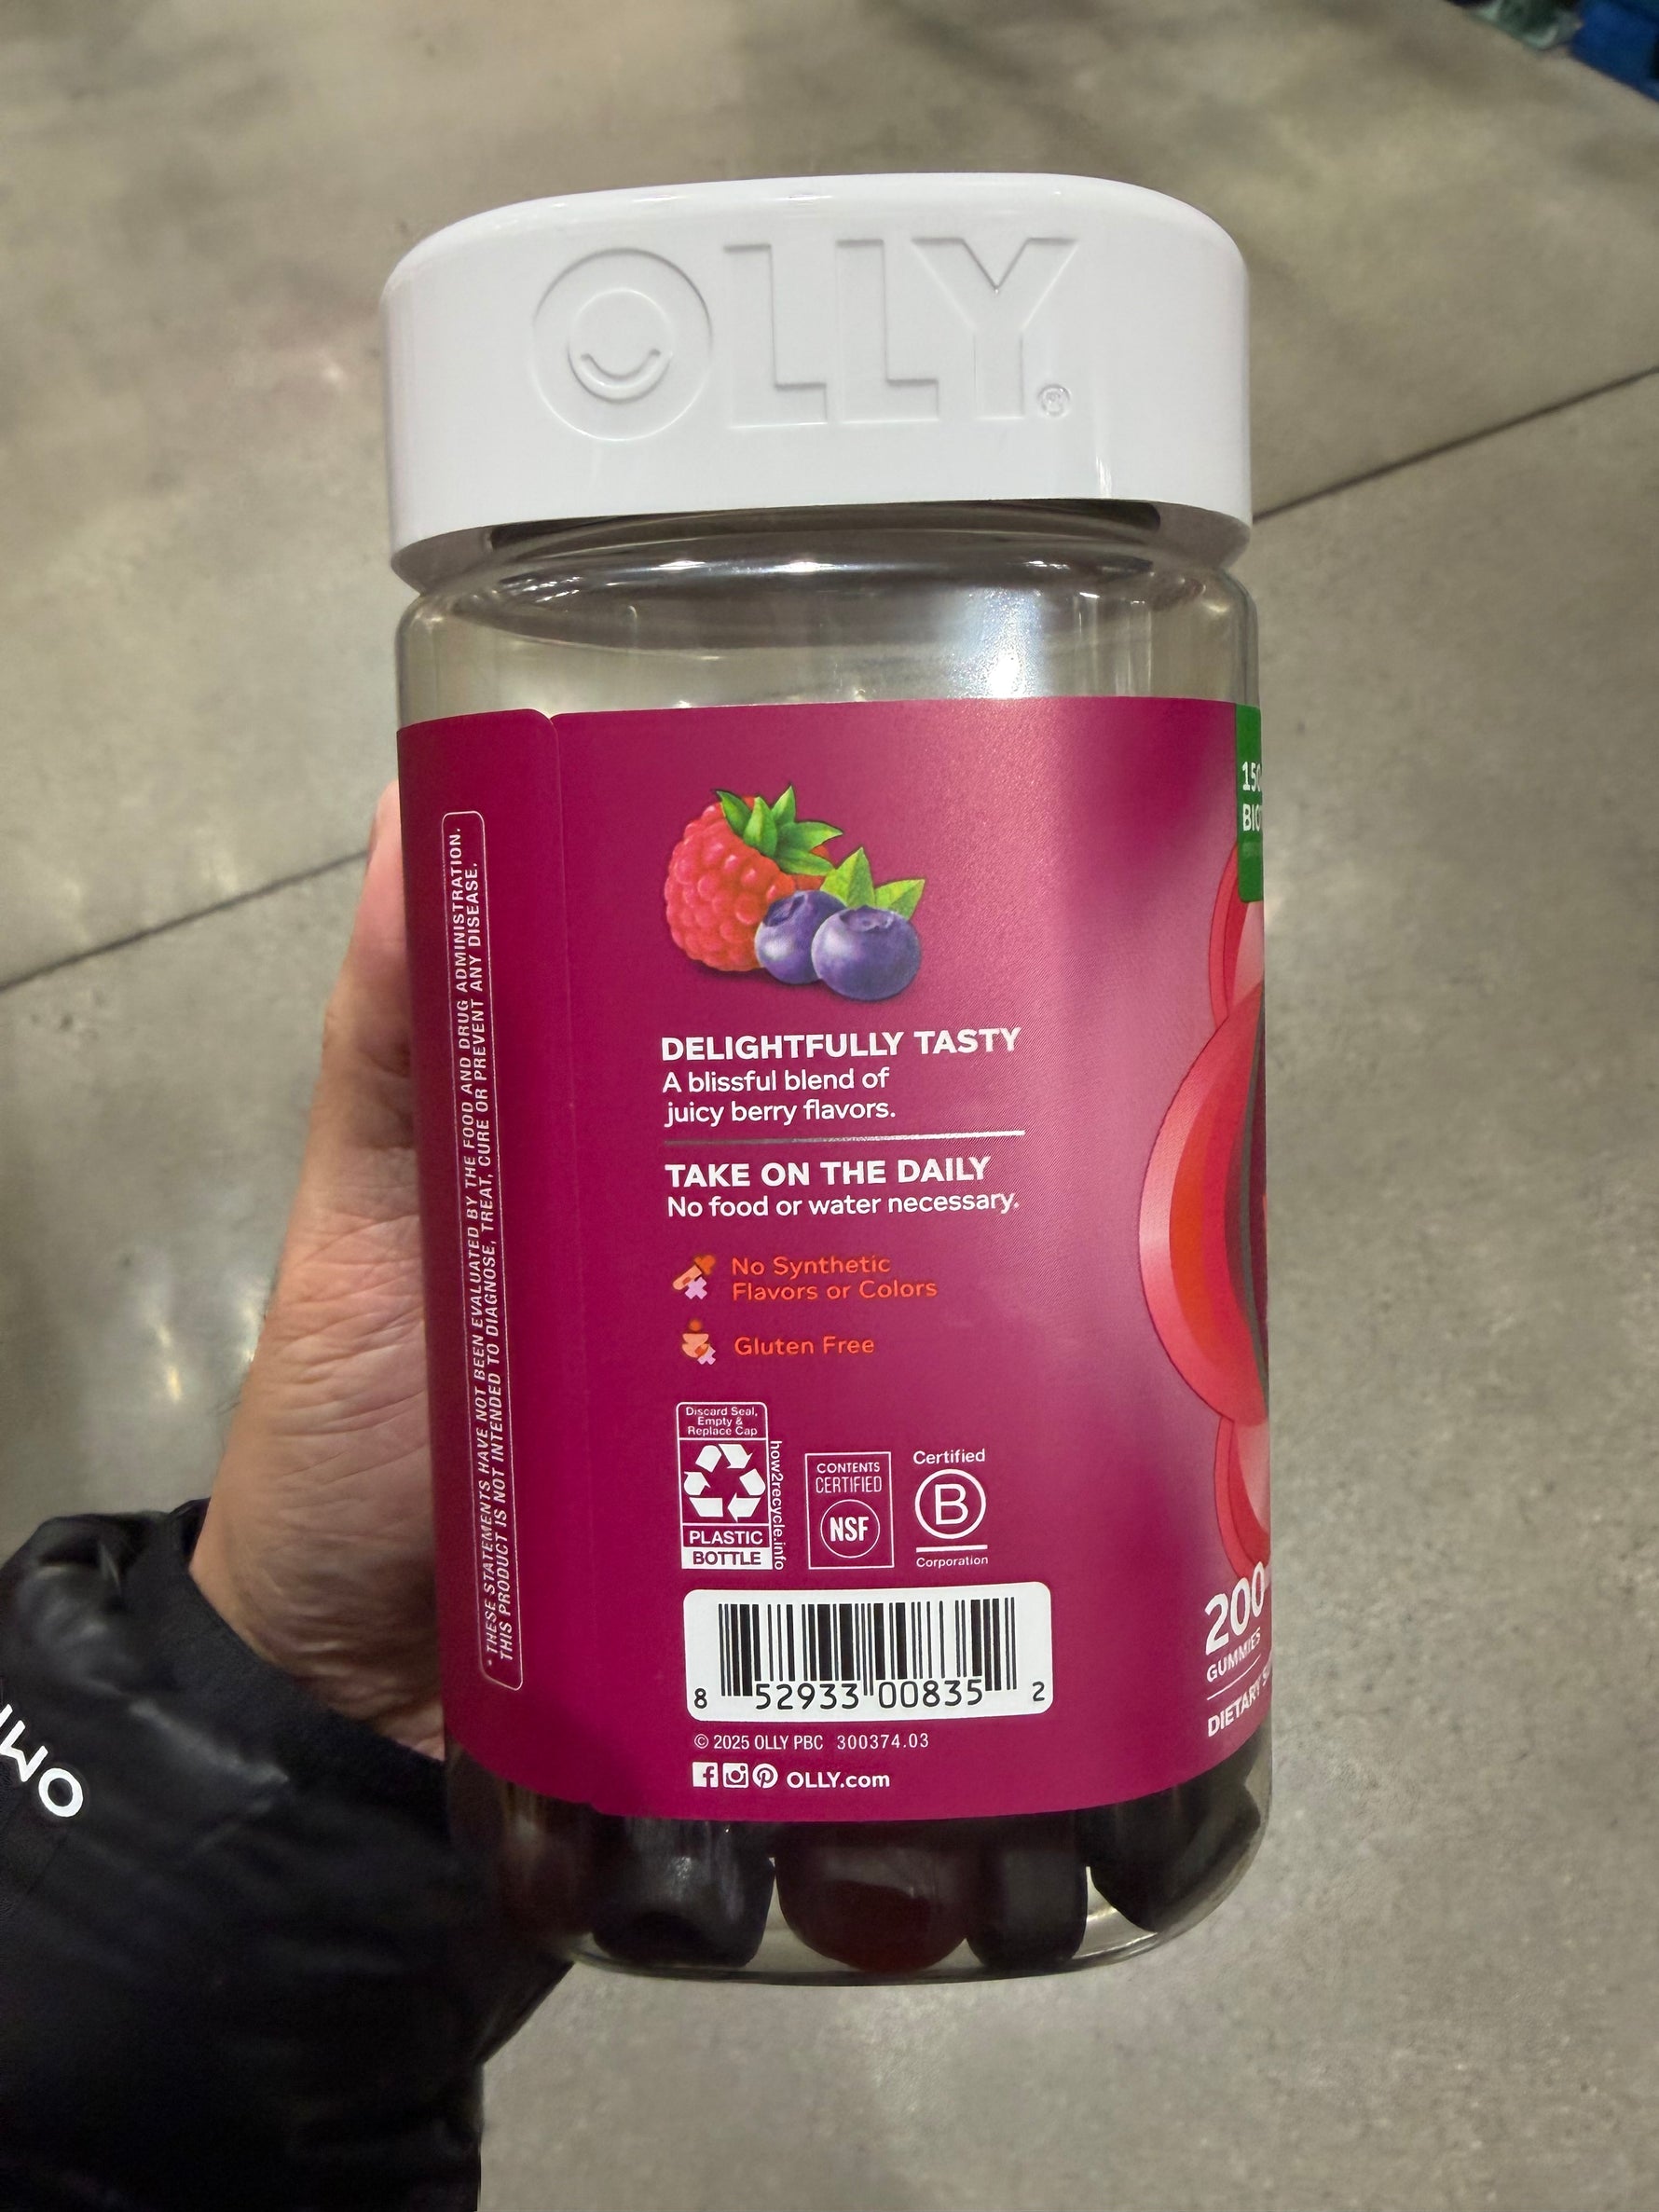 OLLY®
* THESE STATEMENTS HAVE NOT BEEN EVALUATED BY THE FOOD AND DRUG ADMINISTRATION.
THIS PRODUCT IS NOT INTENDED TO DIAGNOSE, TREAT, CURE OR PREVENT ANY DISEASE.
DELIGHTFULLY TASTY
A blissful blend of
juicy berry flavors.
TAKE ON THE DAILY
No food or water necessary.
No Synthetic
Flavors or Colors
Gluten Free
Discard Seal,
Empty &
Replace Cap
PLASTIC
BOTTLE
how2recycle.info
CONTENTS
CERTIFIED
NSF
Certified
B
Corporation
8 52933 00835 2
© 2025 OLLY PBC 300374.03
OLLY.com
200
GUMMIES
DIETARY